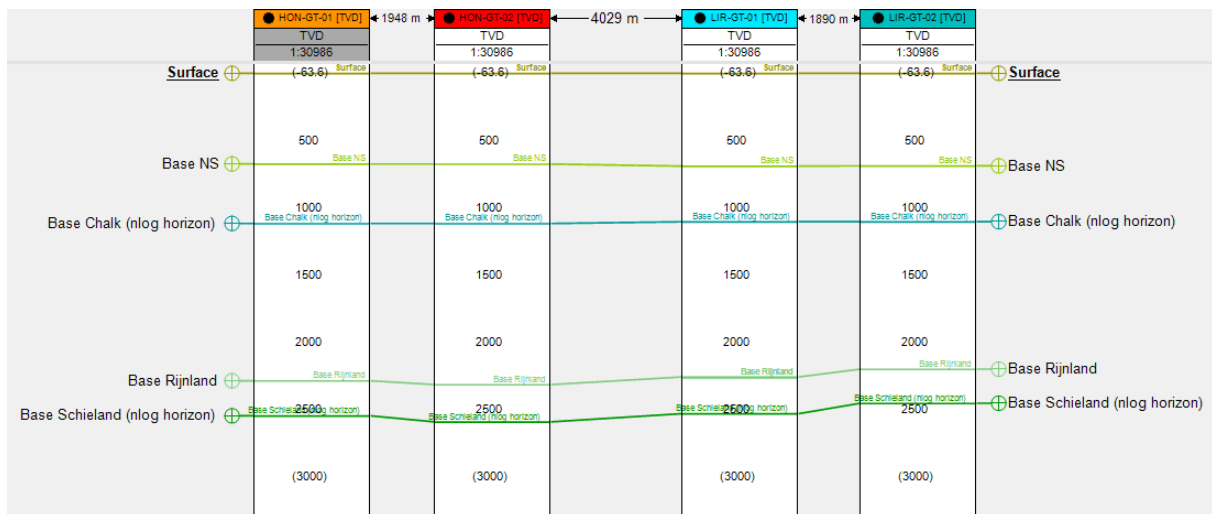 HON-GT-01 [TVD] 1948 m HON-GT-02 [TVD] 4029 m LIR-GT-01 [TVD] 1890 m LIR-GT-02 [TVD]
TVD TVD TVD TVD
1:30986 1:30986 1:30986 1:30986
Surface (-63.6) Surface (-63.6) Surface (-63.6) Surface (-63.6) Surface Surface
500 500 500 500
Base NS Base NS Base NS Base NS Base NS Base NS
1000 1000 1000 1000
Base Chalk (nlog horizon) Base Chalk (nlog horizon) Base Chalk (nlog horizon) Base Chalk (nlog horizon) Base Chalk (nlog horizon) Base Chalk (nlog horizon)
1500 1500 1500 1500
2000 2000 2000 2000
Base Rijnland Base Rijnland Base Rijnland Base Rijnland Base Rijnland Base Rijnland
Base Schieland (nlog horizon) Base Schieland (nlog horizon) Base Schieland (nlog horizon) Base Schieland (nlog horizon) Base Schieland (nlog horizon) Base Schieland (nlog horizon)
2500 2500 2500 2500
(3000) (3000) (3000) (3000)